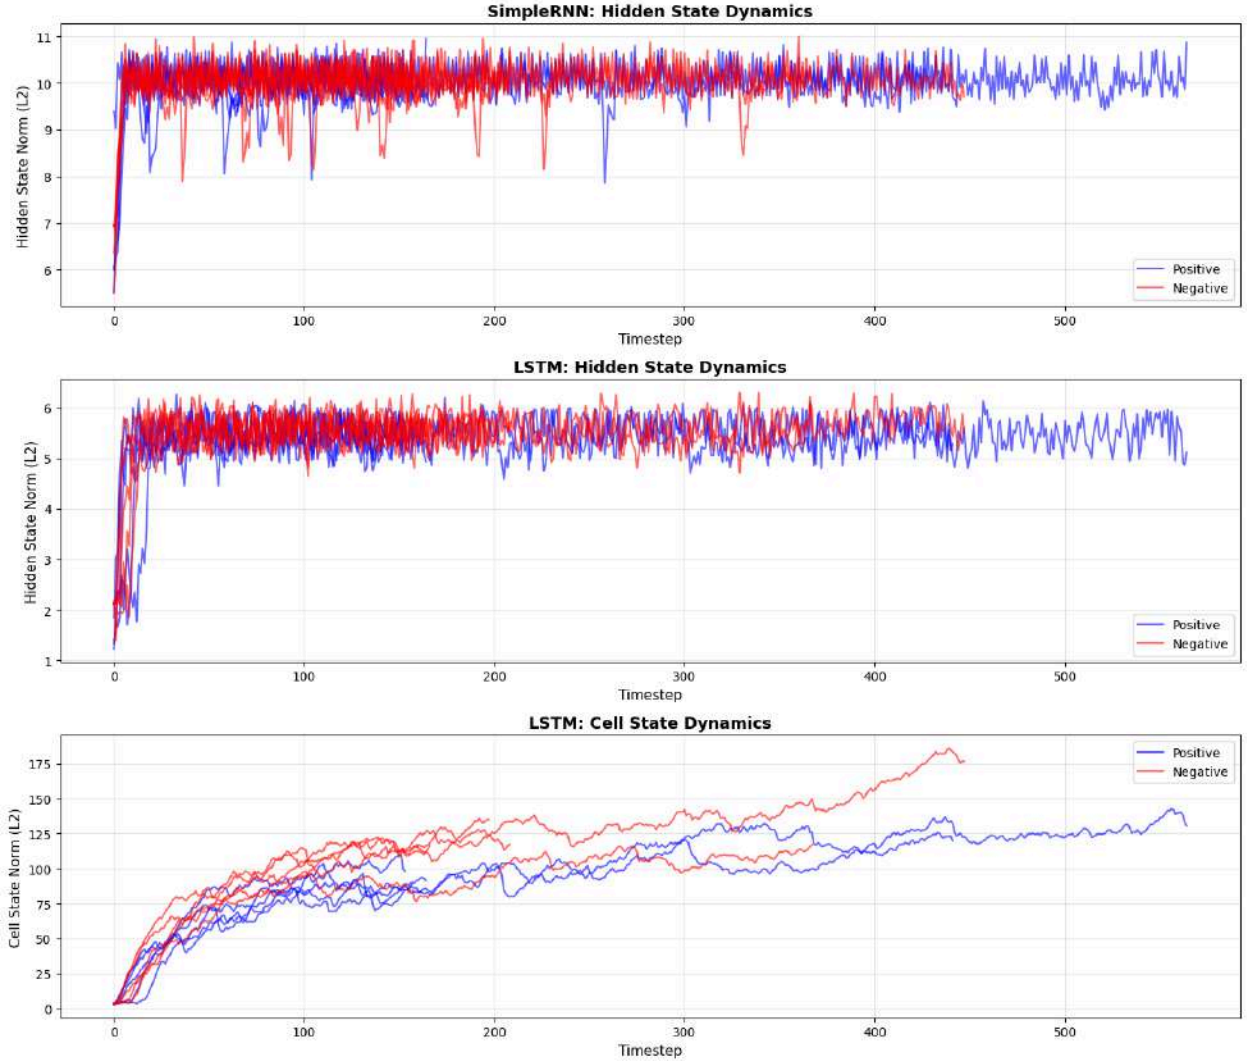 SimpleRNN: Hidden State Dynamics
Hidden State Norm (L2)
11
10
9
8
7
6
0 100 200 300 400 500
Timestep
Positive
Negative
LSTM: Hidden State Dynamics
Hidden State Norm (L2)
6
5
4
3
2
1
0 100 200 300 400 500
Timestep
Positive
Negative
LSTM: Cell State Dynamics
Cell State Norm (L2)
175
150
125
100
75
50
25
0
0 100 200 300 400 500
Timestep
Positive
Negative